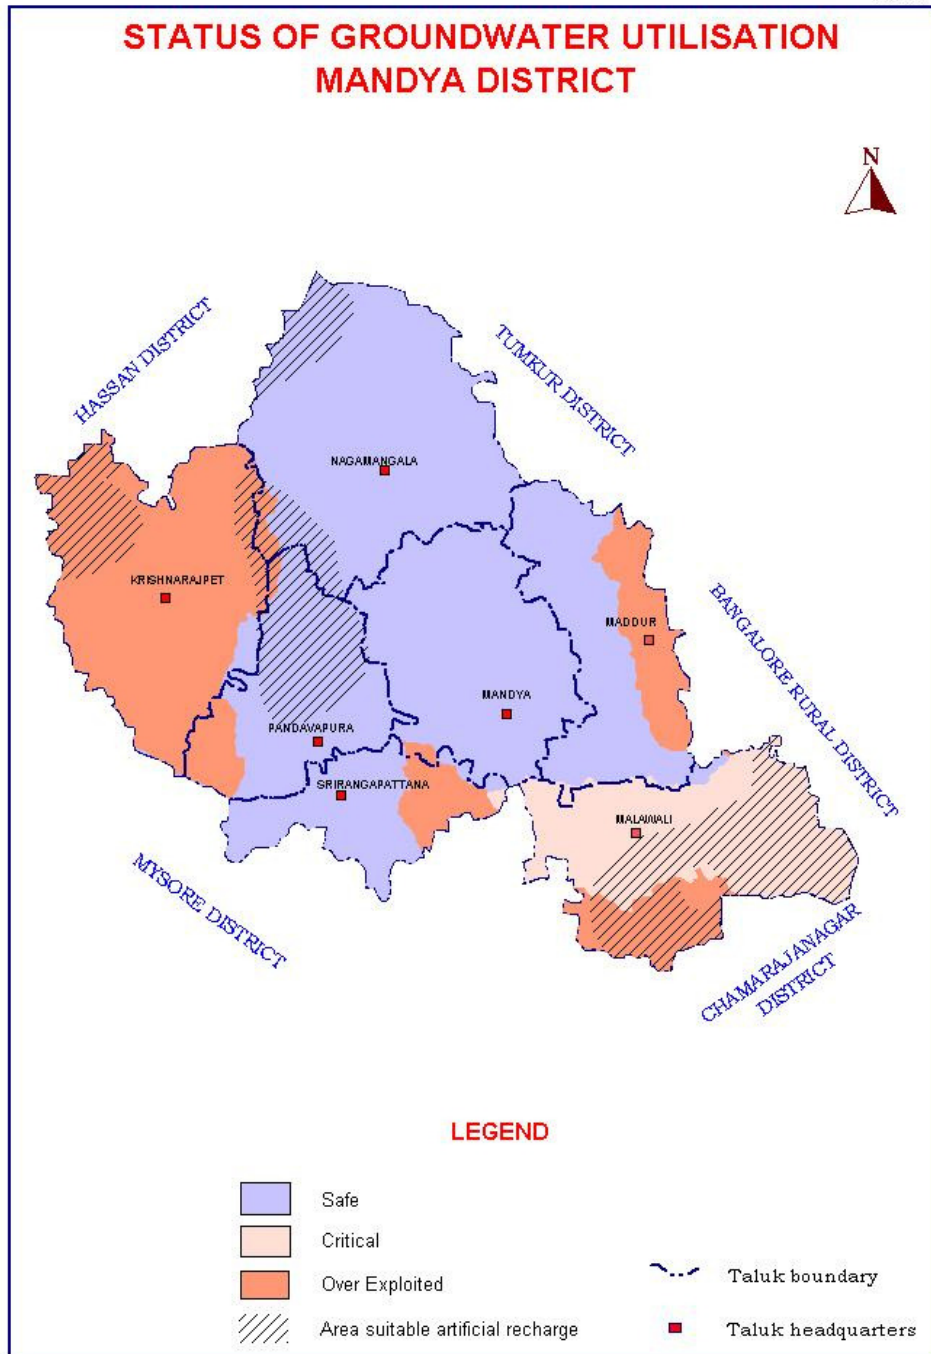 STATUS OF GROUNDWATER UTILISATION
MANDYA DISTRICT
N
HASSAN DISTRICT
TUMKUR DISTRICT
NAGAMANGALA
KRISHNARAJPET
MADDUR
BANGALORE RURAL DISTRICT
MANDYA
PANDAVAPURA
SRIRANGAPATTANA
MALAWALI
MYSORE DISTRICT
CHAMARAJANAGAR
DISTRICT
LEGEND
Safe
Critical
Over Exploited
Taluk boundary
Area suitable artificial recharge
Taluk headquarters